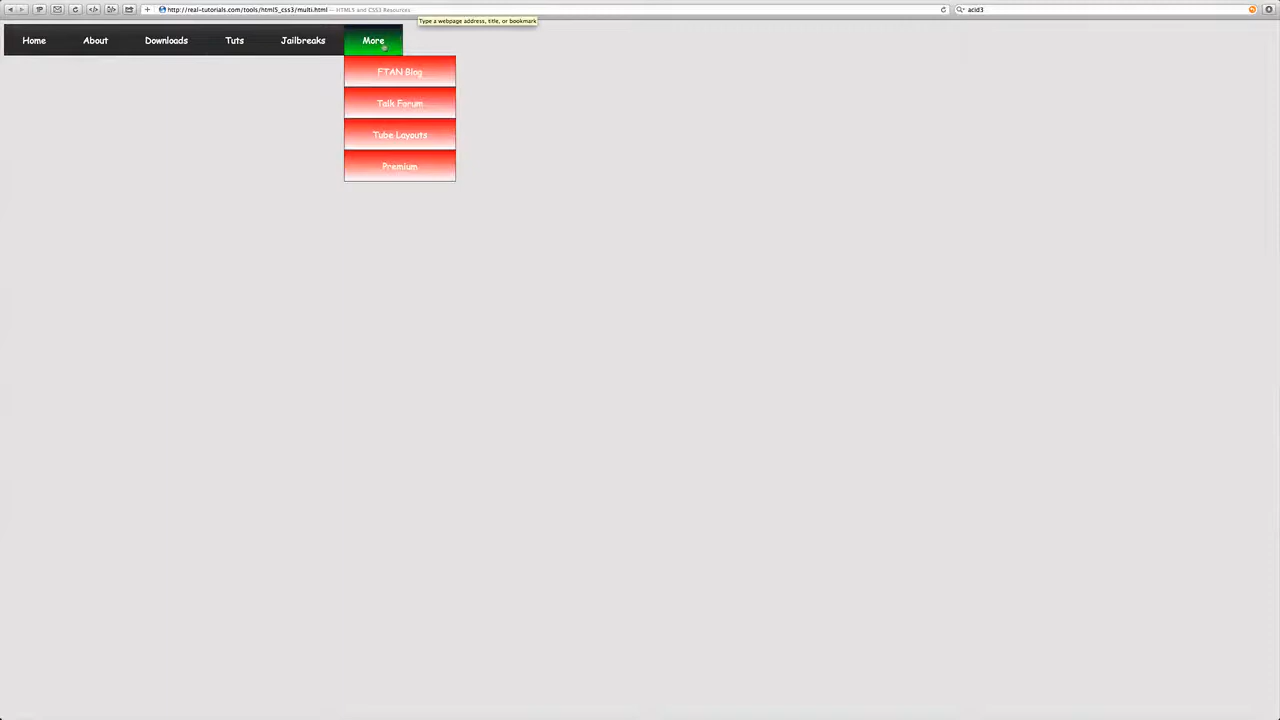 http://real-tutorials.com/tools/html5_css3/multi.html — HTML5 and CSS3 Resources
acid3
Type a webpage address, title, or bookmark
Home About Downloads Tuts Jailbreaks More
FTAN Blog
Talk Forum
Tube Layouts
Premium